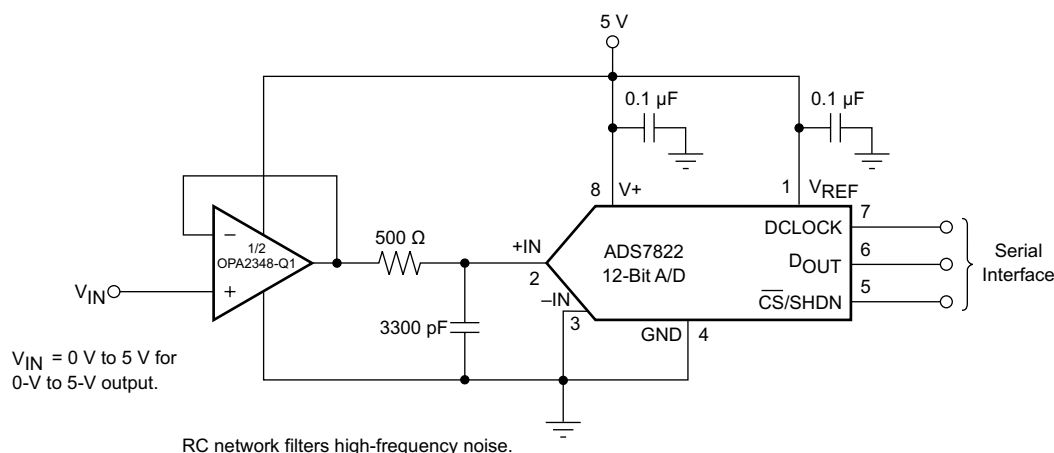 5 V
0.1 µF
0.1 µF
8
V+
1
VREF
7
DCLOCK
–
1/2
OPA2348-Q1
+
500 Ω
+IN
2
ADS7822
12-Bit A/D
6
DOUT
Serial
Interface
VIN
–IN
3
5
CS/SHDN
3300 pF
GND
4
VIN = 0 V to 5 V for
0-V to 5-V output.
RC network filters high-frequency noise.